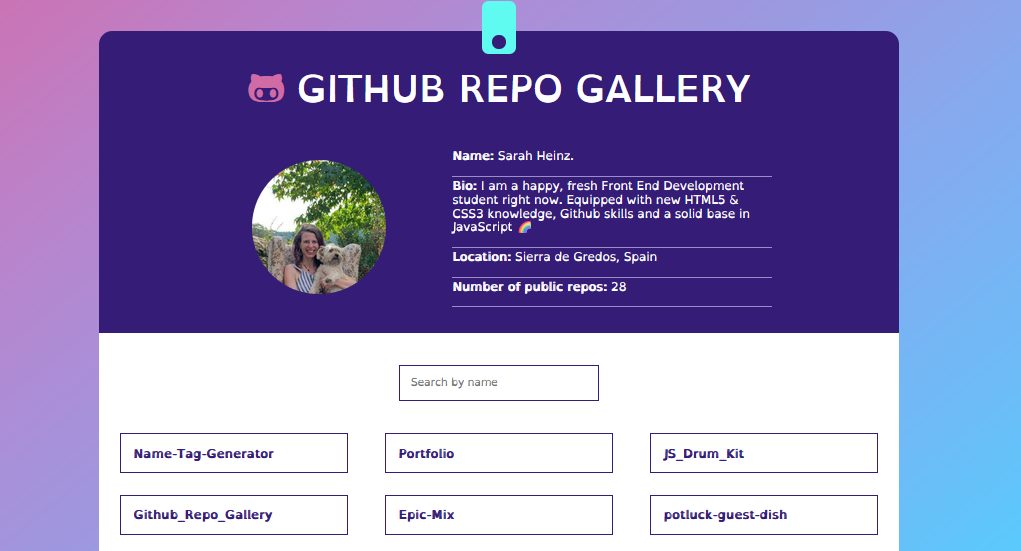 GITHUB REPO GALLERY
Name: Sarah Heinz.
Bio: I am a happy, fresh Front End Development
student right now. Equipped with new HTML5 &
CSS3 knowledge, Github skills and a solid base in
JavaScript 🌈
Location: Sierra de Gredos, Spain
Number of public repos: 28
Search by name
Name-Tag-Generator
Portfolio
JS_Drum_Kit
Github_Repo_Gallery
Epic-Mix
potluck-guest-dish